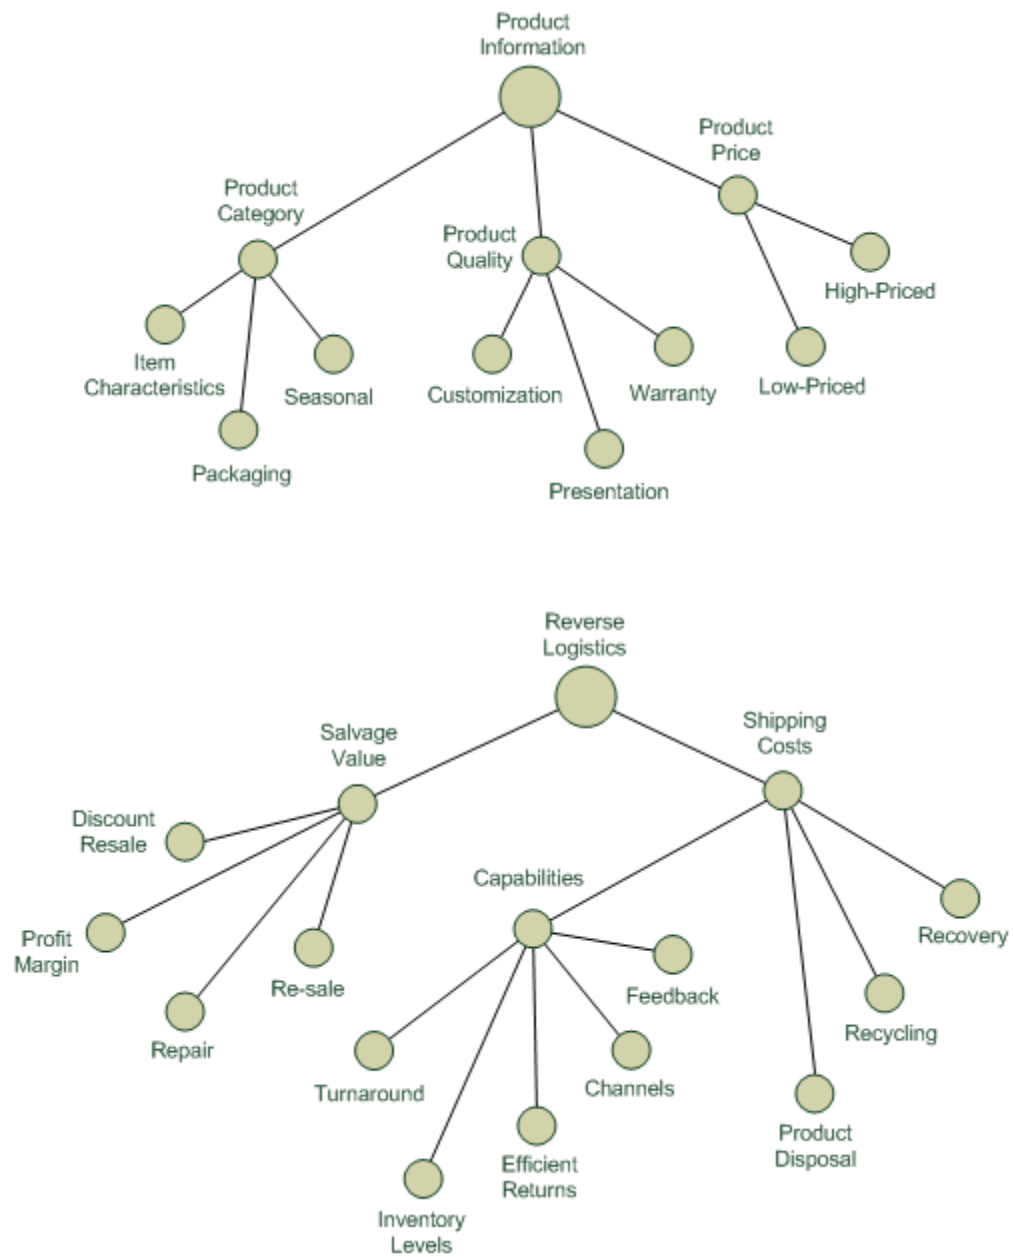 Product
Information
Product
Price
Product
Category
Product
Quality
High-Priced
Item
Characteristics
Seasonal
Customization
Warranty
Low-Priced
Packaging
Presentation
Reverse
Logistics
Salvage
Value
Shipping
Costs
Discount
Resale
Capabilities
Profit
Margin
Re-sale
Feedback
Recovery
Repair
Turnaround
Channels
Recycling
Efficient
Returns
Product
Disposal
Inventory
Levels